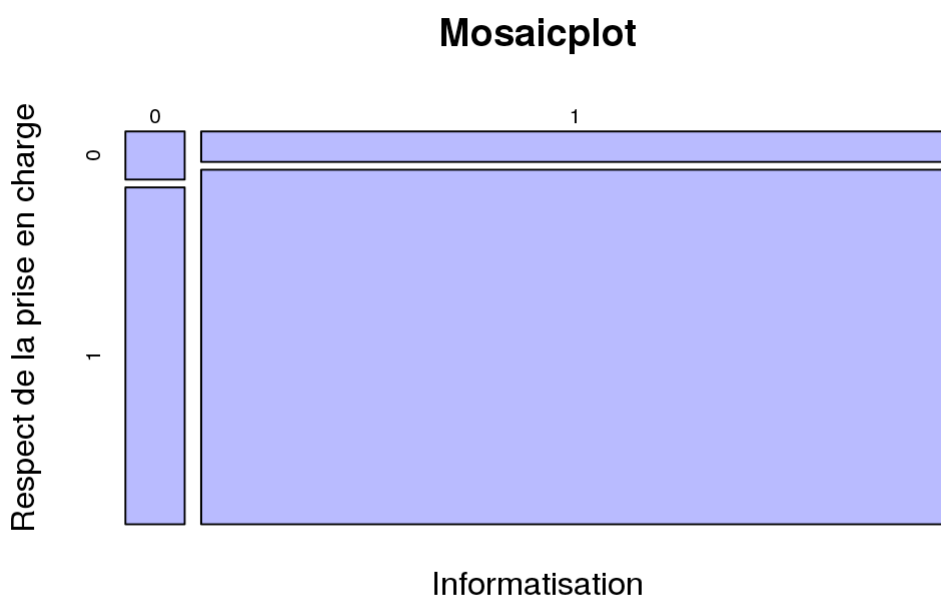 Mosaicplot
0 1
0
1
Respect de la prise en charge
Informatisation